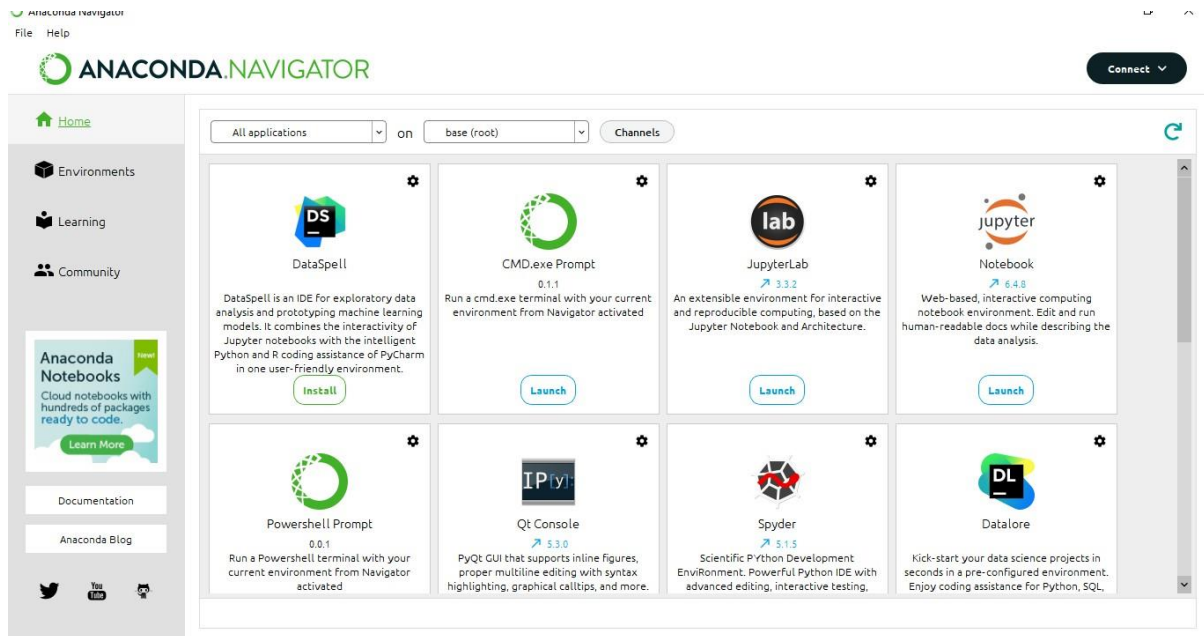 Anaconda Navigator
File Help
ANACONDA.NAVIGATOR
Connect
Home
Environments
Learning
Community
Anaconda Notebooks
New!
Cloud notebooks with
hundreds of packages
ready to code.
Learn More
Documentation
Anaconda Blog
You
Tube
All applications on base (root) Channels
DS
DataSpell
DataSpell is an IDE for exploratory data
analysis and prototyping machine learning
models. It combines the interactivity of
Jupyter notebooks with the intelligent
Python and R coding assistance of PyCharm
in one user-friendly environment.
Install
CMD.exe Prompt
0.1.1
Run a cmd.exe terminal with your current
environment from Navigator activated
Launch
lab
JupyterLab
3.3.2
An extensible environment for interactive
and reproducible computing, based on the
Jupyter Notebook and Architecture.
Launch
jupyter
Notebook
6.4.8
Web-based, interactive computing
notebook environment. Edit and run
human-readable docs while describing the
data analysis.
Launch
Powershell Prompt
0.0.1
Run a Powershell terminal with your
current environment from Navigator
activated
IP[y]:
Qt Console
5.3.0
PyQt GUI that supports inline figures,
proper multiline editing with syntax
highlighting, graphical calltips, and more.
Spyder
5.1.5
Scientific PYthon Development
EnviRonment. Powerful Python IDE with
advanced editing, interactive testing,
DL
Datalore
Kick-start your data science projects in
seconds in a pre-configured environment.
Enjoy coding assistance for Python, SQL,